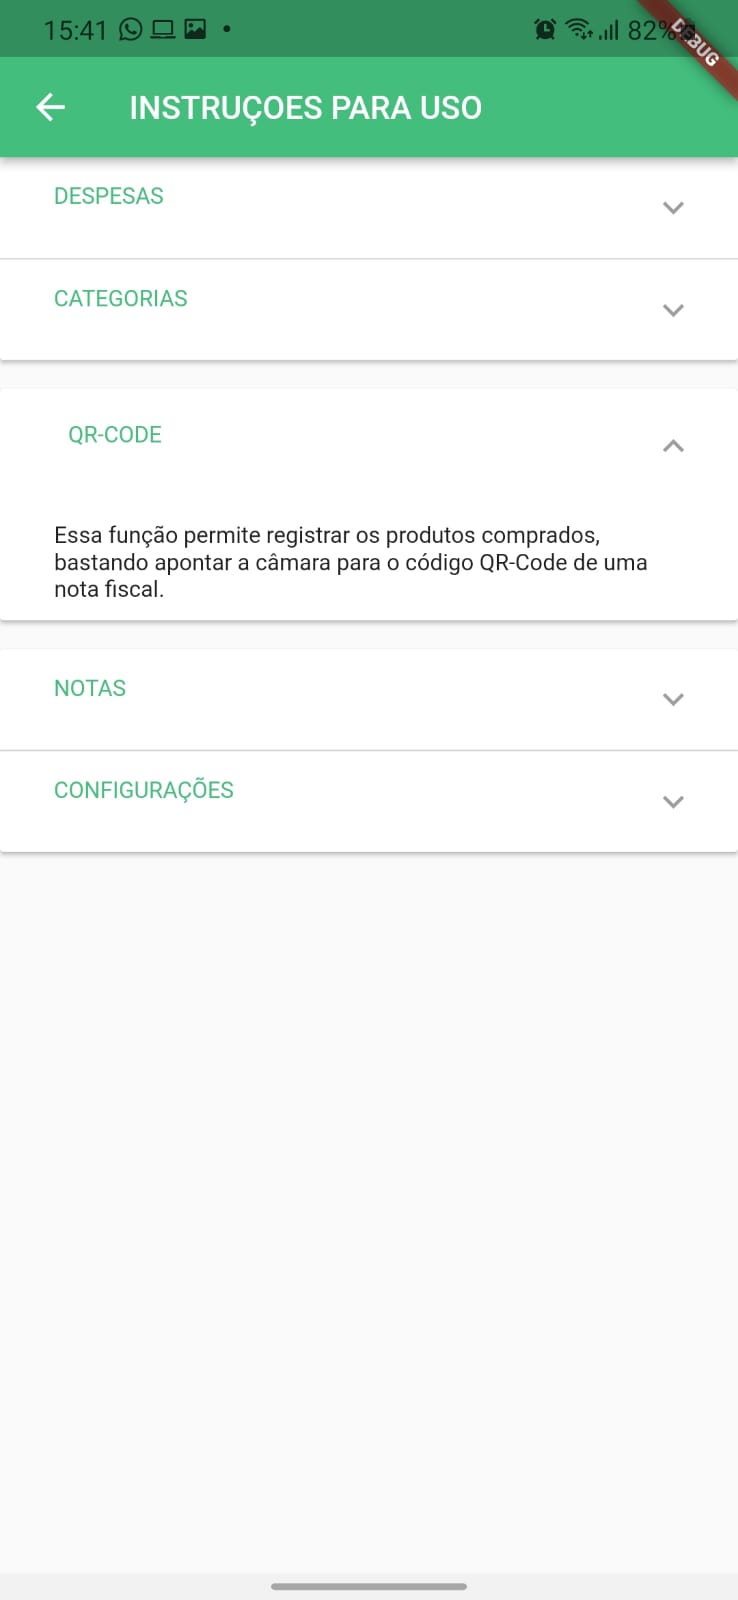 15:41
82%
DEBUG
INSTRUÇOES PARA USO
DESPESAS
CATEGORIAS
QR-CODE
Essa função permite registrar os produtos comprados,
bastando apontar a câmara para o código QR-Code de uma
nota fiscal.
NOTAS
CONFIGURAÇÕES